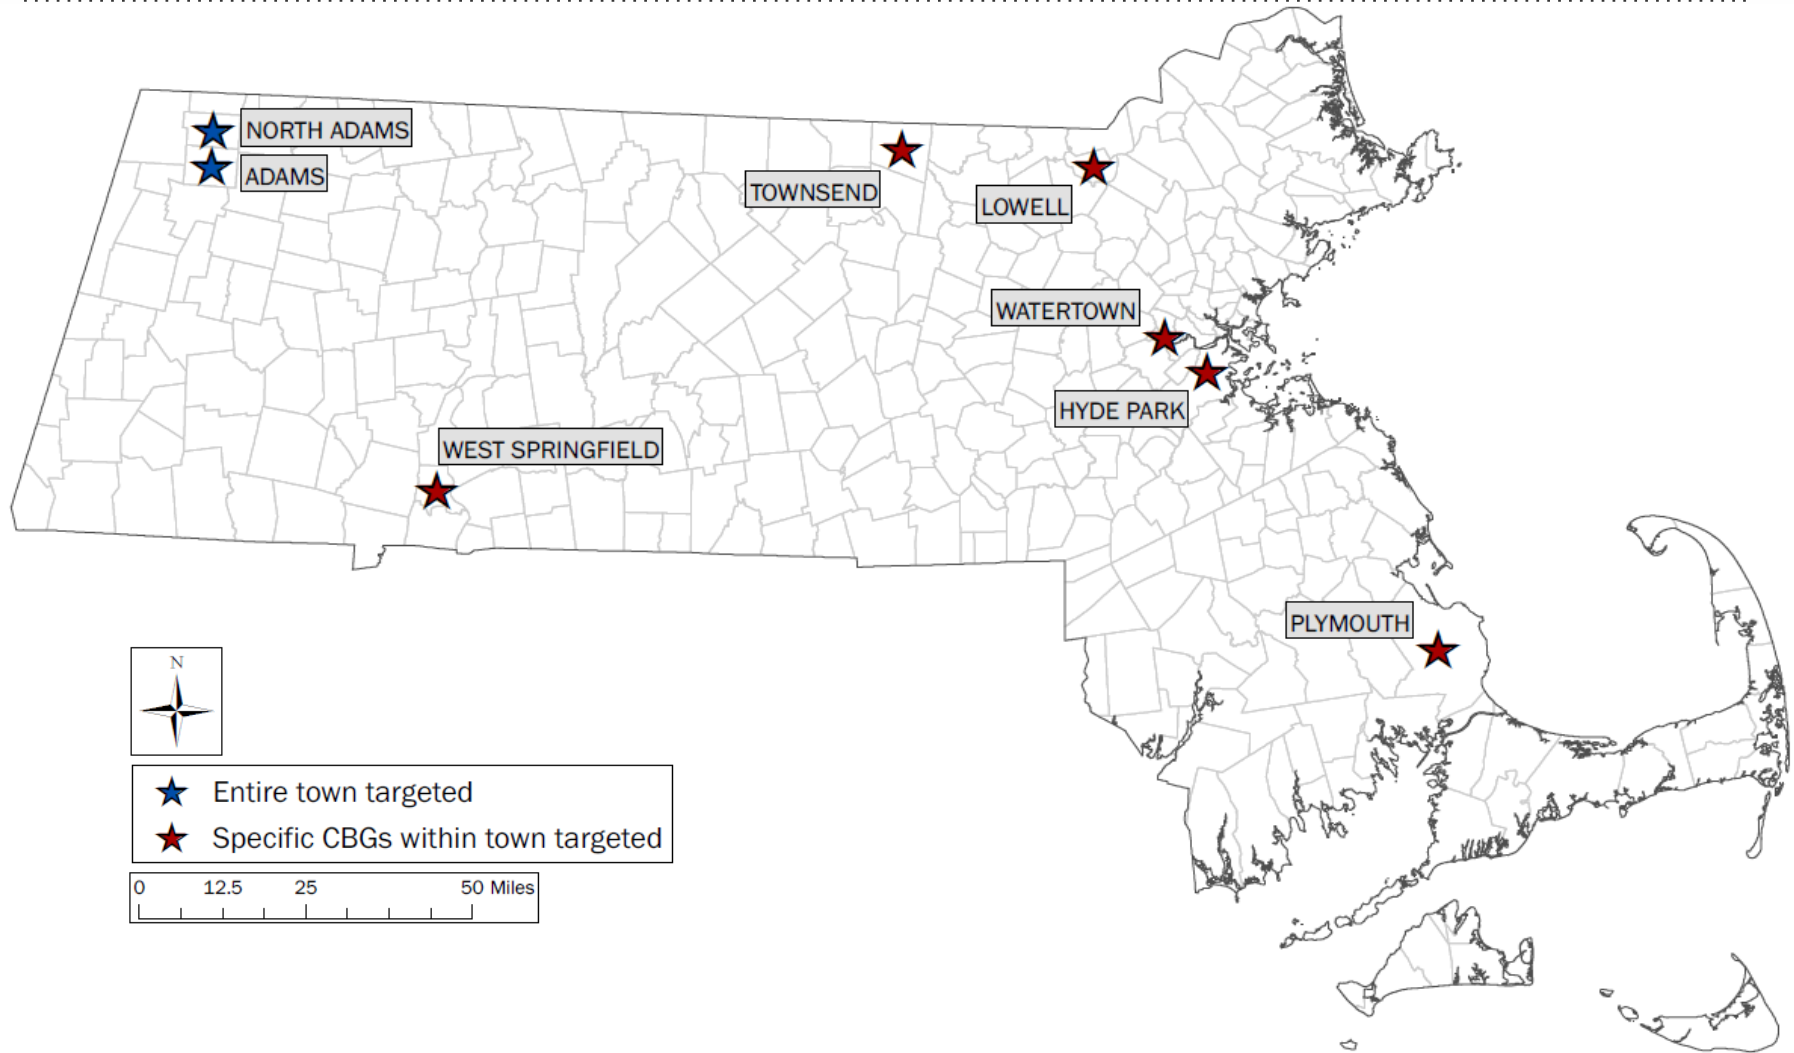 NORTH ADAMS
ADAMS
TOWNSEND
LOWELL
WATERTOWN
HYDE PARK
WEST SPRINGFIELD
PLYMOUTH
N
Entire town targeted
Specific CBGs within town targeted
0 12.5 25 50 Miles